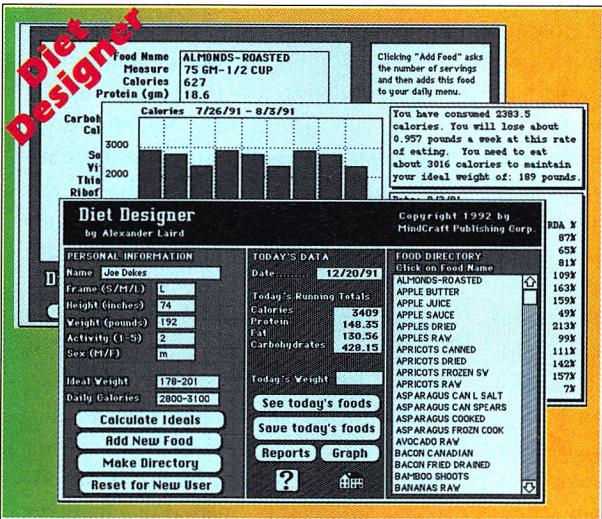 Diet
Designer
Food Name ALMONDS-ROASTED
Measure 75 GM-1/2 CUP
Calories 627
Protein (gm) 18.6
Carboh
Cal
So
Vi
Thia
Ribof
D
Clicking "Add Food" asks
the number of servings
and then adds this food
to your daily menu.
Calories 7/26/91 - 8/3/91
3000
2000
You have consumed 2383.5
calories. You will lose about
0.957 pounds a week at this rate
of eating. You need to eat
about 3016 calories to maintain
your ideal weight of: 189 pounds.
RDA %
87%
65%
81%
109%
163%
159%
49%
213%
99%
111%
142%
157%
7%
Diet Designer
by Alexander Laird
Copyright 1992 by
MindCraft Publishing Corp.
PERSONAL INFORMATION
Name Joe Dokes
Frame (S/M/L) L
Height (inches) 74
Weight (pounds) 192
Activity (1-5) 2
Sex (M/F) m
Ideal Weight 178-201
Daily Calories 2800-3100
Calculate Ideals
Add New Food
Make Directory
Reset for New User
TODAY'S DATA
Date........ 12/20/91
Today's Running Totals
Calories 3409
Protein 148.35
Fat 130.56
Carbohydrates 428.15
Today's Weight
See today's foods
Save today's foods
Reports Graph
?
FOOD DIRECTORY
Click on Food Name
ALMONDS-ROASTED
APPLE BUTTER
APPLE JUICE
APPLE SAUCE
APPLES DRIED
APPLES RAW
APRICOTS CANNED
APRICOTS DRIED
APRICOTS FROZEN SW
APRICOTS RAW
ASPARAGUS CAN L SALT
ASPARAGUS CAN SPEARS
ASPARAGUS COOKED
ASPARAGUS FROZN COOK
AVOCADO RAW
BACON CANADIAN
BACON FRIED DRAINED
BAMBOO SHOOTS
BANANAS RAW